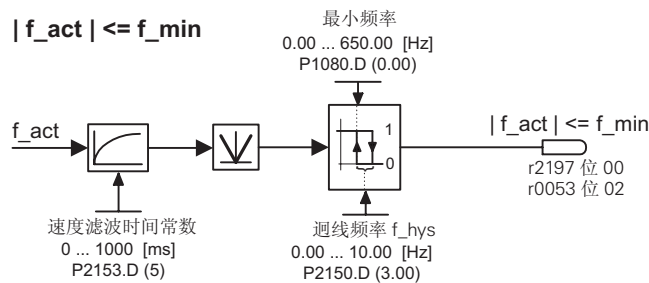 | f_act | <= f_min
最小频率
0.00 ... 650.00 [Hz]
P1080.D (0.00)
f_act
1
0
| f_act | <= f_min
r2197 位 00
r0053 位 02
速度滤波时间常数
0 ... 1000 [ms]
P2153.D (5)
迥线频率 f_hys
0.00 ... 10.00 [Hz]
P2150.D (3.00)